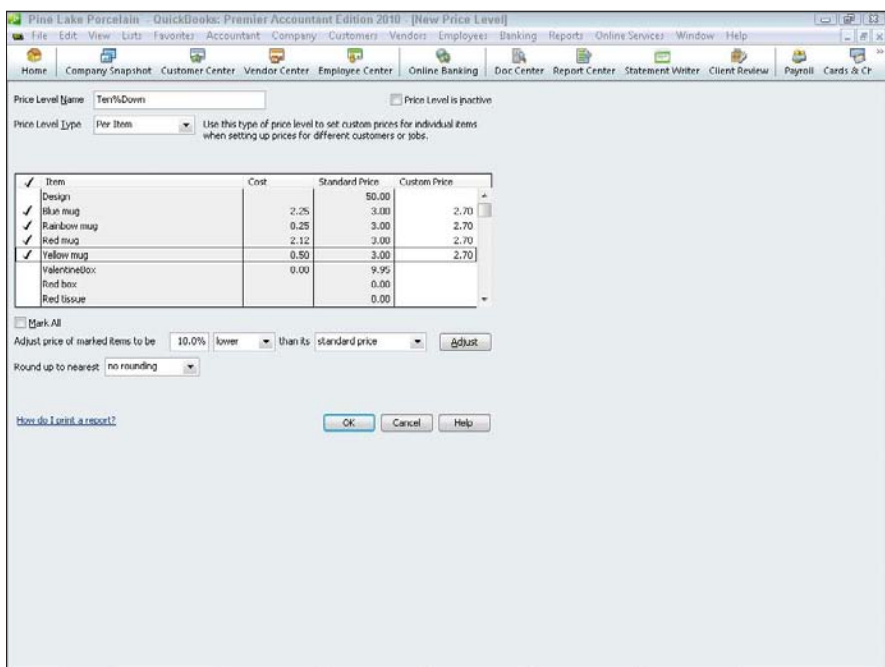 Pine Lake Porcelain - QuickBooks: Premier Accountant Edition 2010 - [New Price Level]
File Edit View Lists Favorites Accountant Company Customers Vendors Employees Banking Reports Online Services Window Help
Home Company Snapshot Customer Center Vendor Center Employee Center Online Banking Doc Center Report Center Statement Writer Client Review Payroll Cards & Cr
Price Level Name Ten%Down Price Level is inactive
Price Level Type Per Item Use this type of price level to set custom prices for individual items
when setting up prices for different customers or jobs.
✓ Item Cost Standard Price Custom Price
Design 50.00
✓ Blue mug 2.25 3.00 2.70
✓ Rainbow mug 0.25 3.00 2.70
✓ Red mug 2.12 3.00 2.70
✓ Yellow mug 0.50 3.00 2.70
ValentineBox 0.00 9.95
Red box 0.00
Red tissue 0.00
Mark All
Adjust price of marked items to be 10.0% lower than its standard price Adjust
Round up to nearest no rounding
How do I print a report? OK Cancel Help